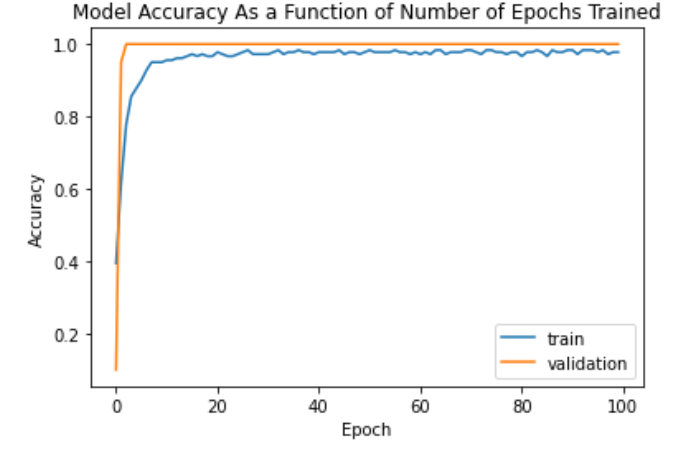 Model Accuracy As a Function of Number of Epochs Trained
1.0
0.8
0.6
0.4
0.2
Accuracy
train
validation
0 20 40 60 80 100
Epoch